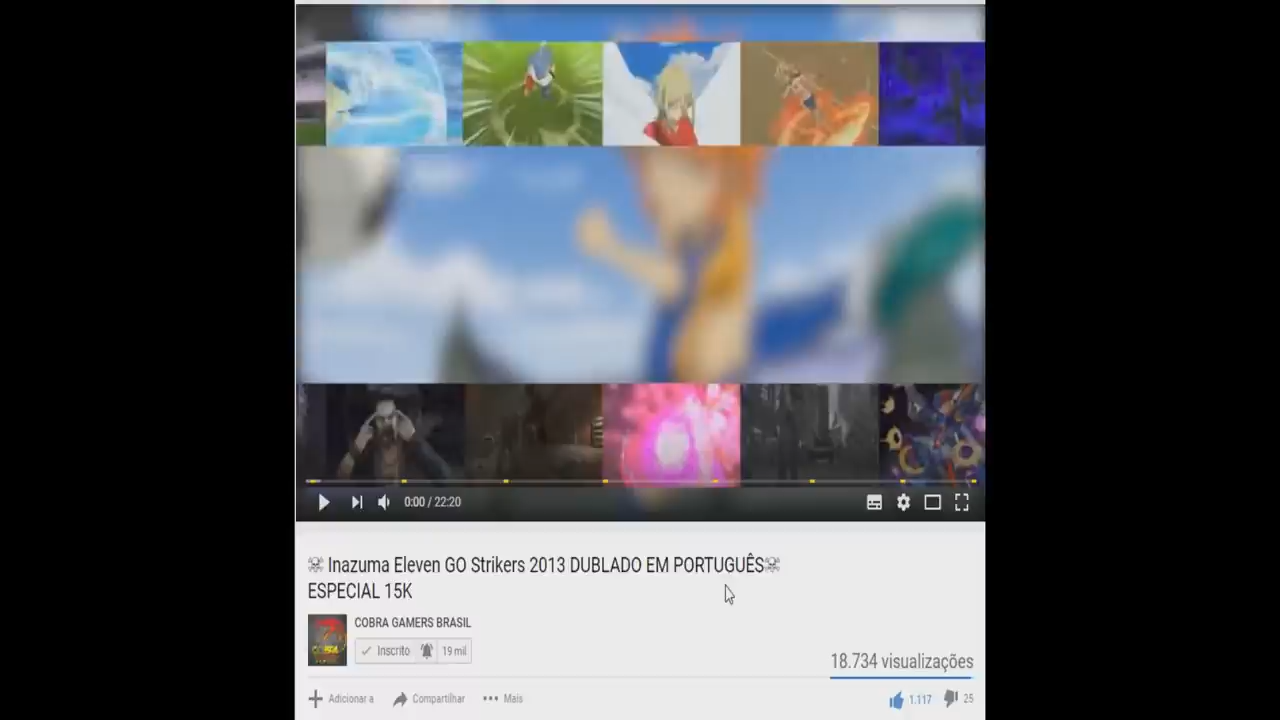 0:00 / 22:20
☠ Inazuma Eleven GO Strikers 2013 DUBLADO EM PORTUGUÊS☠
ESPECIAL 15K
COBRA GAMERS BRASIL
Inscrito 19 mil
18.734 visualizações
Adicionar a Compartilhar Mais 1.117 25